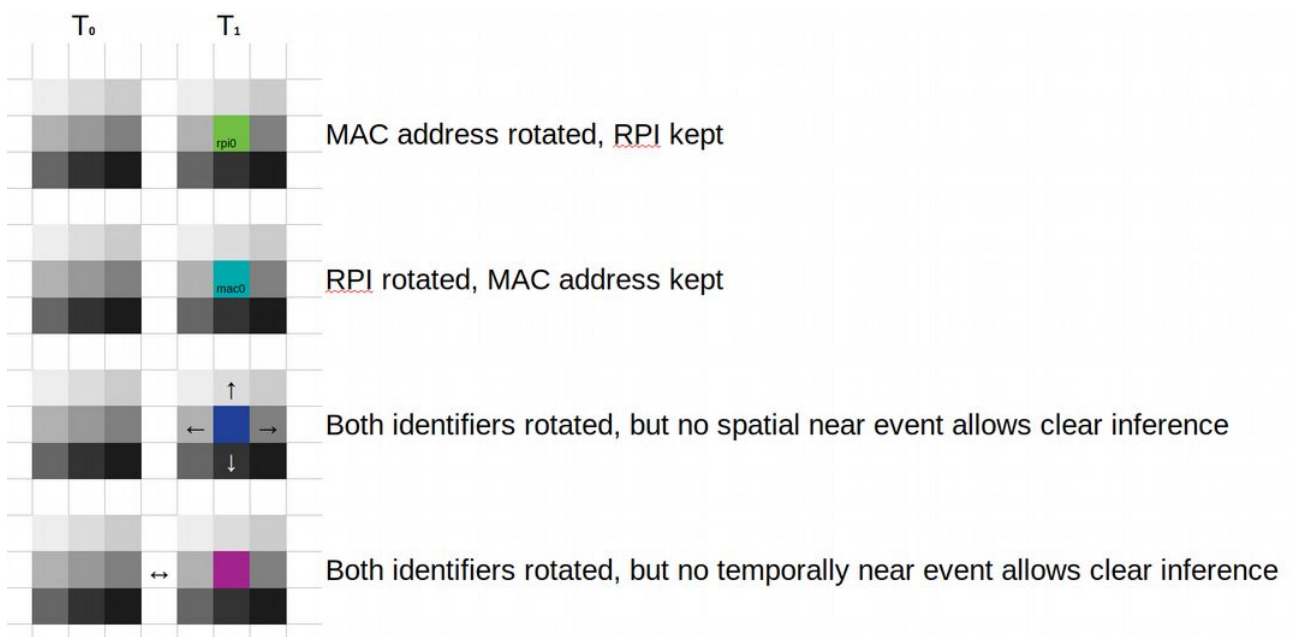 T₀ T₁
rpi0
MAC address rotated, RPI kept
mac0
RPI rotated, MAC address kept
↑
← →
↓
Both identifiers rotated, but no spatial near event allows clear inference
↔
Both identifiers rotated, but no temporally near event allows clear inference